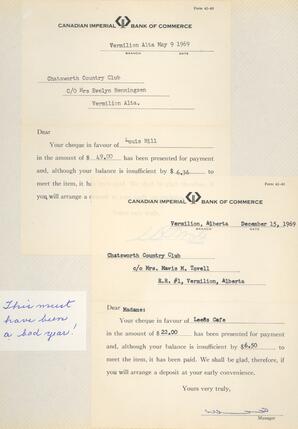 Form 41-40
CANADIAN IMPERIAL BANK OF COMMERCE
Vermilion Alta May 9 1969
BRANCH DATE
Chatsworth Country Club
C/O Mrs Evelyn Henningsen
Vermilion Alta.
Dear
Your cheque in favour of Louis Hill
in the amount of $ 49.00 has been presented for payment
and, although your balance is insufficient by $ 6.36 to
meet the item, it has
you will arrange a
Form 41-40
CANADIAN IMPERIAL BANK OF COMMERCE
Vermilion, Alberta December 15, 1969
BRANCH DATE
Chatsworth Country Club
c/o Mrs. Mavis M. Towell
R.R. #1, Vermilion, Alberta
Dear Madame:
Your cheque in favour of Leeds Cafe
in the amount of $ 22.00 has been presented for payment
and, although your balance is insufficient by $6.50 to
meet the item, it has been paid. We shall be glad, therefore, if
you will arrange a deposit at your early convenience.
Yours very truly,
Manager
This must
have been
a bad year!